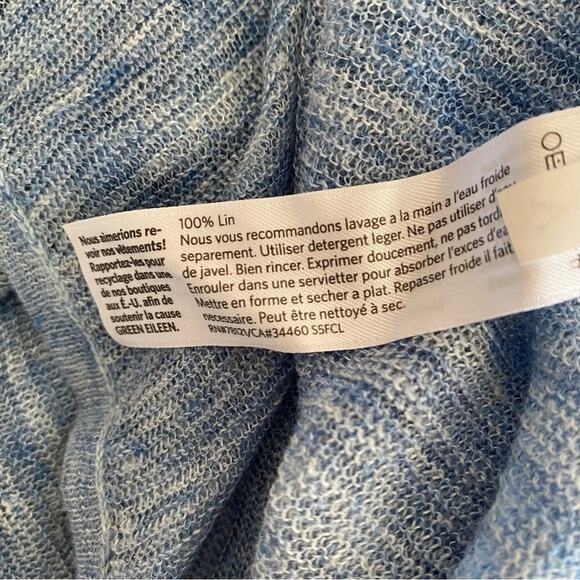 Nous aimerions re-
voir nos vêtements!
Rapportez-les pour
recyclage dans une
de nos boutiques
aux É.-U. afin de
soutenir la cause
GREEN EILEEN.
100% Lin
Nous vous recommandons lavage a la main a l'eau froide
separement. Utiliser detergent leger. Ne pas utiliser d'eau
de javel. Bien rincer. Exprimer doucement, ne pas tord
Enrouler dans une servietter pour absorber l'exces d'ea
Mettre en forme et secher a plat. Repasser froide il fait
necessaire. Peut être nettoyé à sec.
RN#78121/CA#34460 S5FCL